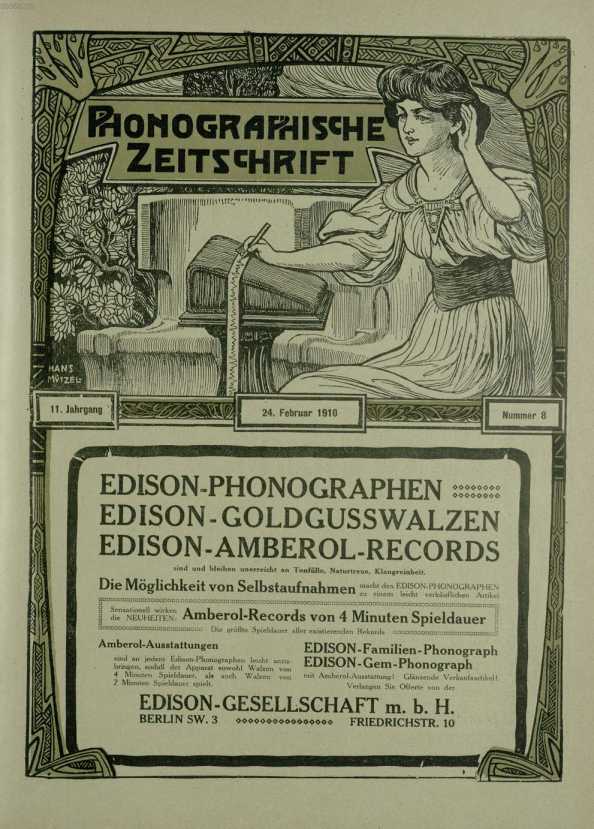 PHONOGRAPHISCHE
ZEITSCHRIFT
HANS
MÜTZEL
11. Jahrgang
24. Februar 1910
Nummer 8
EDISON-PHONOGRAPHEN
EDISON-GOLDGUSSWALZEN
EDISON-AMBEROL-RECORDS
sind und bleiben unerreicht an Tonfülle, Naturtreue, Klangreinheit.
Die Möglichkeit von Selbstaufnahmen macht den EDISON-PHONOGRAPHEN
zu einem leicht verkäuflichen Artikel
Sensationell wirken
die NEUHEITEN: Amberol-Records von 4 Minuten Spieldauer
Die größte Spieldauer aller existierenden Rekords
Amberol-Ausstattungen
sind an jedem Edison-Phonographen leicht anzu-
bringen, sodaß der Apparat sowohl Walzen von
4 Minuten Spieldauer, als auch Walzen von
2 Minuten Spieldauer spielt.
EDISON-Familien-Phonograph
EDISON-Gem-Phonograph
mit Amberol-Ausstattung! Glänzende Verkaufsartikel!
Verlangen Sie Offerte von der
EDISON-GESELLSCHAFT m. b. H.
BERLIN SW. 3 FRIEDRICHSTR. 10